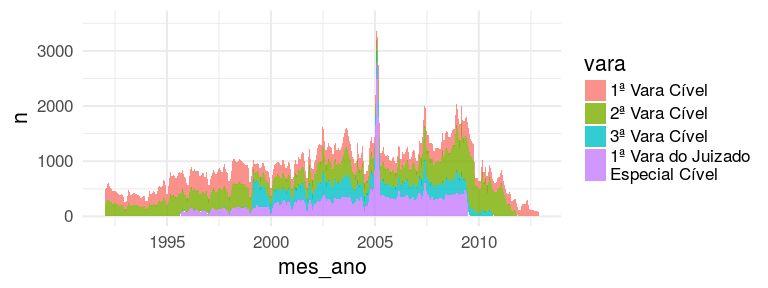 3000
2000
1000
0
n
1995
2000
2005
2010
mes_ano
vara
1ª Vara Cível
2ª Vara Cível
3ª Vara Cível
1ª Vara do Juizado
Especial Cível